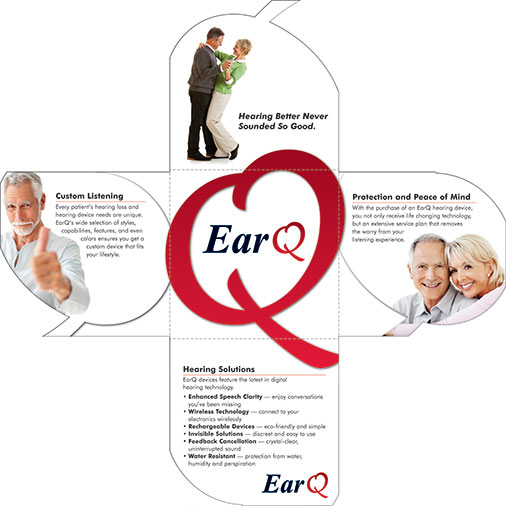 Hearing Better Never
Sounded So Good.
Custom Listening
Every patient's hearing loss and
hearing device needs are unique.
EarQ's wide selection of styles,
capabilities, features, and even
colors ensures you get a
custom device that fits
your lifestyle.
EarQ
Protection and Peace of Mind
With the purchase of an EarQ hearing device,
you not only receive life changing technology,
but an extensive service plan that removes
the worry from your
listening experience.
Hearing Solutions
EarQ devices feature the latest in digital
hearing technology.
• Enhanced Speech Clarity — enjoy conversations
you've been missing
• Wireless Technology — connect to your
electronics wirelessly
• Rechargeable Devices — eco-friendly and simple
• Invisible Solutions — discreet and easy to use
• Feedback Cancellation — crystal-clear,
uninterrupted sound
• Water Resistant — protection from water,
humidity and perspiration
EarQ